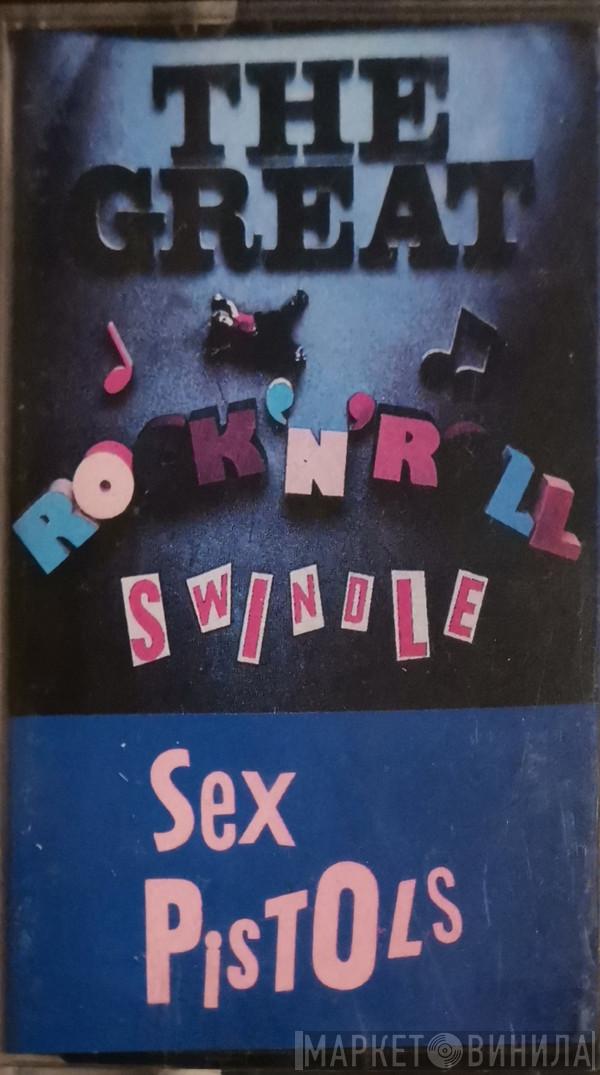 THE
GREAT
ROCK'N'ROLL
SWINDLE
Sex
PiSTOLS
МАРКЕТ ВИНИЛА